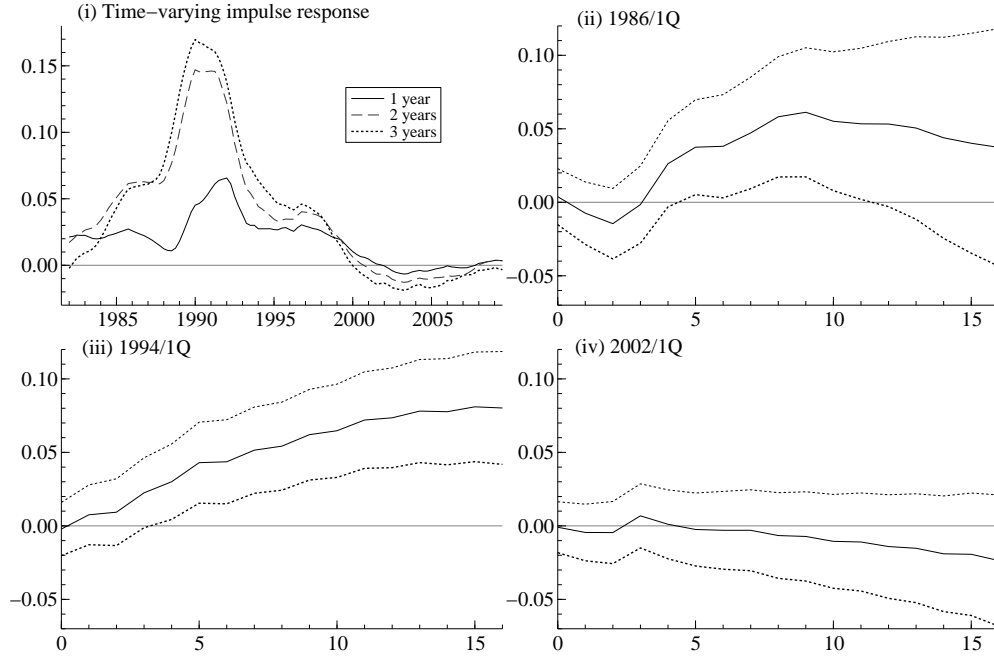 (i) Time−varying impulse response
0.15
0.10
0.05
0.00
1 year
2 years
3 years
1985 1990 1995 2000 2005
(ii) 1986/1Q
0.10
0.05
0.00
−0.05
0 5 10 15
(iii) 1994/1Q
0.10
0.05
0.00
−0.05
0 5 10 15
(iv) 2002/1Q
0.10
0.05
0.00
−0.05
0 5 10 15